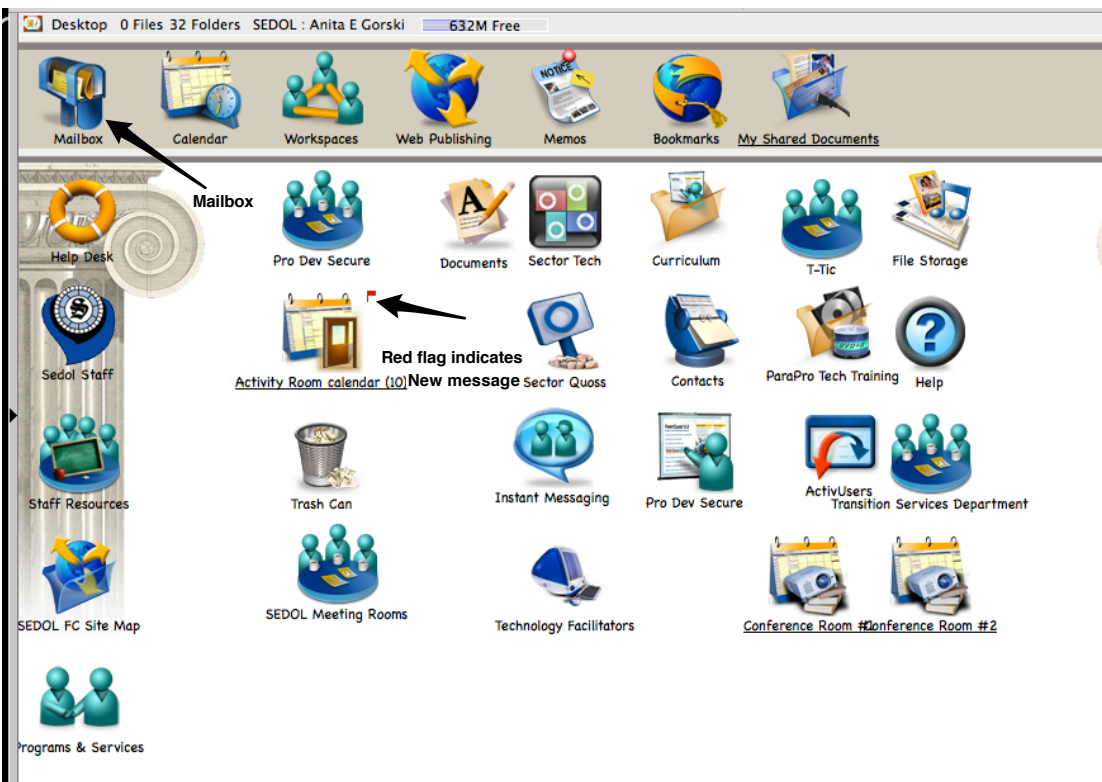 Desktop 0 Files 32 Folders SEDOL : Anita E Gorski 632M Free
NOTICE
Mailbox Calendar Workspaces Web Publishing Memos Bookmarks My Shared Documents
Mailbox
Help Desk Pro Dev Secure Documents Sector Tech Curriculum T-Tic File Storage
Red flag indicates
New message
Sedol Staff Activity Room calendar (10) Sector Quoss Contacts ParaPro Tech Training Help
Staff Resources Trash Can Instant Messaging Pro Dev Secure ActivUsers Transition Services Department
SEDOL FC Site Map SEDOL Meeting Rooms Technology Facilitators Conference Room #1 Conference Room #2
Programs & Services